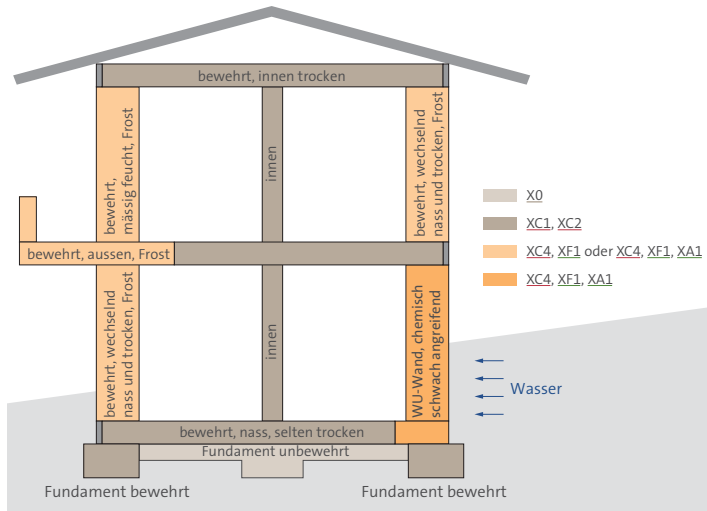 bewehrt, innen trocken
bewehrt,
mässig feucht, Frost
innen
bewehrt, wechselnd
nass und trocken, Frost
X0
XC1, XC2
XC4, XF1 oder XC4, XF1, XA1
XC4, XF1, XA1
bewehrt, aussen, Frost
bewehrt, wechselnd
nass und trocken, Frost
innen
WU-Wand, chemisch
schwach angreifend
Wasser
bewehrt, nass, selten trocken
Fundament unbewehrt
Fundament bewehrt
Fundament bewehrt